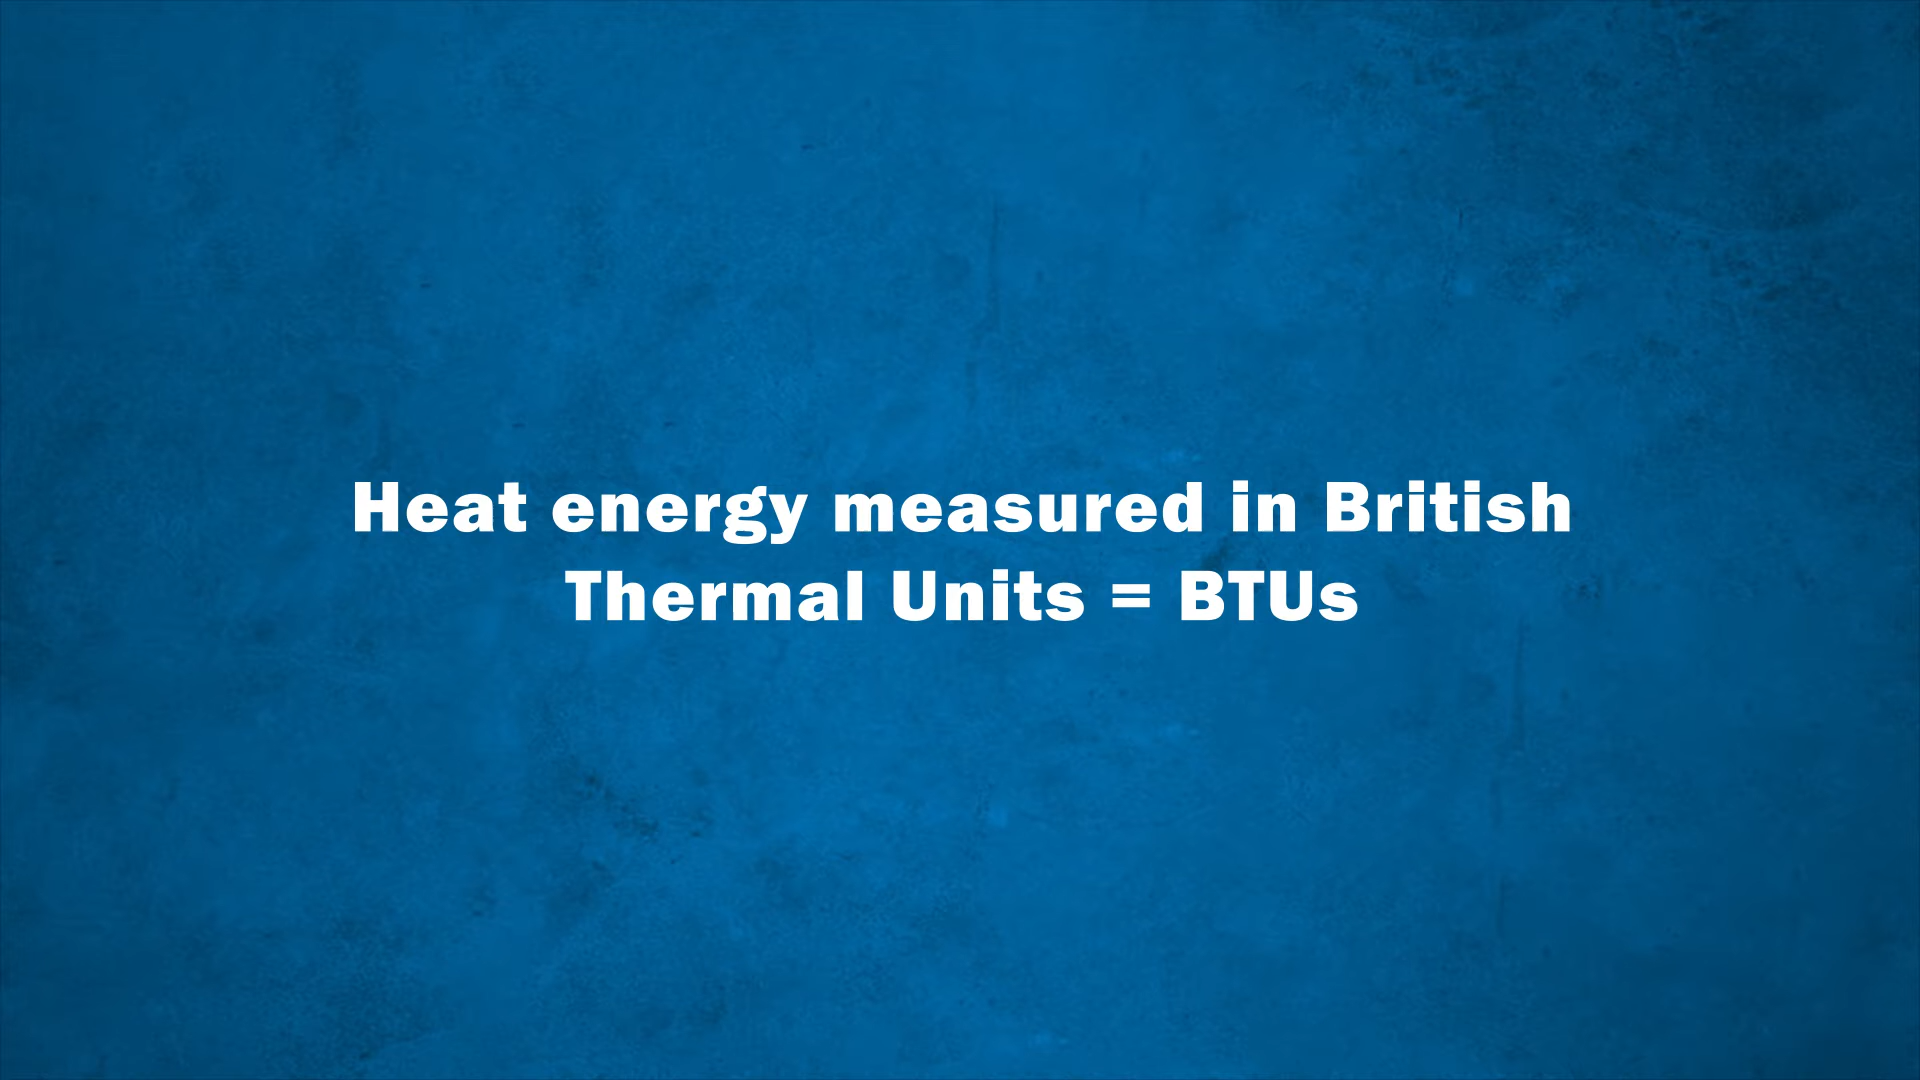 Heat energy measured in British
Thermal Units = BTUs